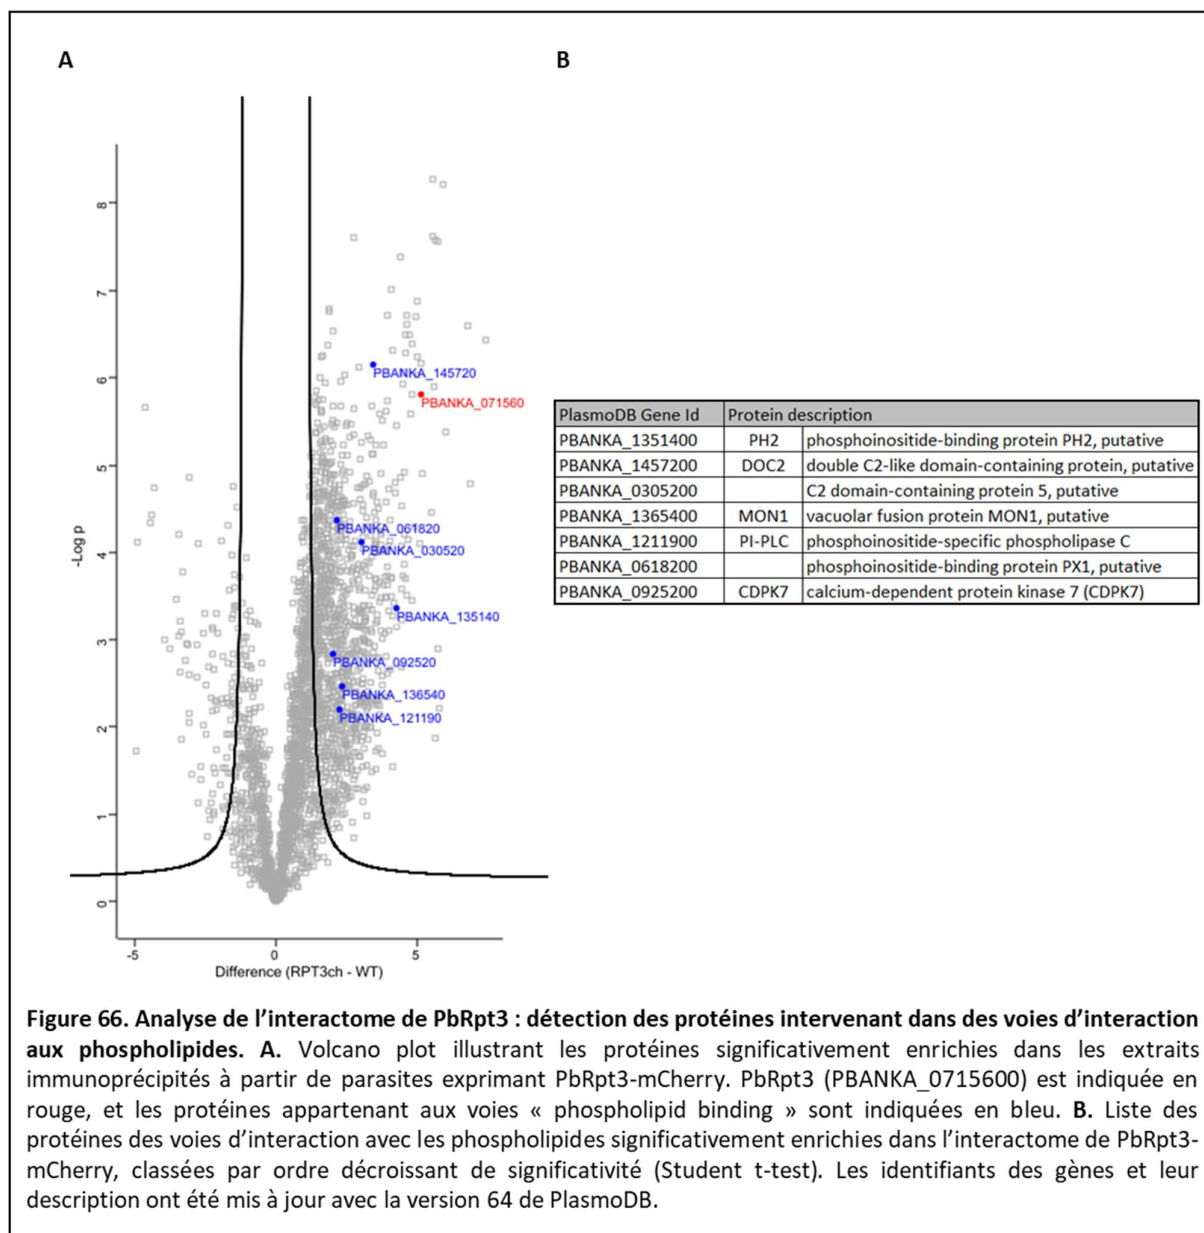 A
B
8
7
6
5
4
3
2
1
0
-Log p
PBANKA_145720
PBANKA_071560
PBANKA_061820
PBANKA_030520
PBANKA_135140
PBANKA_092520
PBANKA_136540
PBANKA_121190
-5 0 5
Difference (RPT3ch - WT)
PlasmoDB Gene Id Protein description
PBANKA_1351400 PH2 phosphoinositide-binding protein PH2, putative
PBANKA_1457200 DOC2 double C2-like domain-containing protein, putative
PBANKA_0305200 C2 domain-containing protein 5, putative
PBANKA_1365400 MON1 vacuolar fusion protein MON1, putative
PBANKA_1211900 PI-PLC phosphoinositide-specific phospholipase C
PBANKA_0618200 phosphoinositide-binding protein PX1, putative
PBANKA_0925200 CDPK7 calcium-dependent protein kinase 7 (CDPK7)
Figure 66. Analyse de l’interactome de PbRpt3 : détection des protéines intervenant dans des voies d’interaction
aux phospholipides. A. Volcano plot illustrant les protéines significativement enrichies dans les extraits
immunoprécipités à partir de parasites exprimant PbRpt3-mCherry. PbRpt3 (PBANKA_0715600) est indiquée en
rouge, et les protéines appartenant aux voies « phospholipid binding » sont indiquées en bleu. B. Liste des
protéines des voies d’interaction avec les phospholipides significativement enrichies dans l’interactome de PbRpt3-
mCherry, classées par ordre décroissant de significativité (Student t-test). Les identifiants des gènes et leur
description ont été mis à jour avec la version 64 de PlasmoDB.